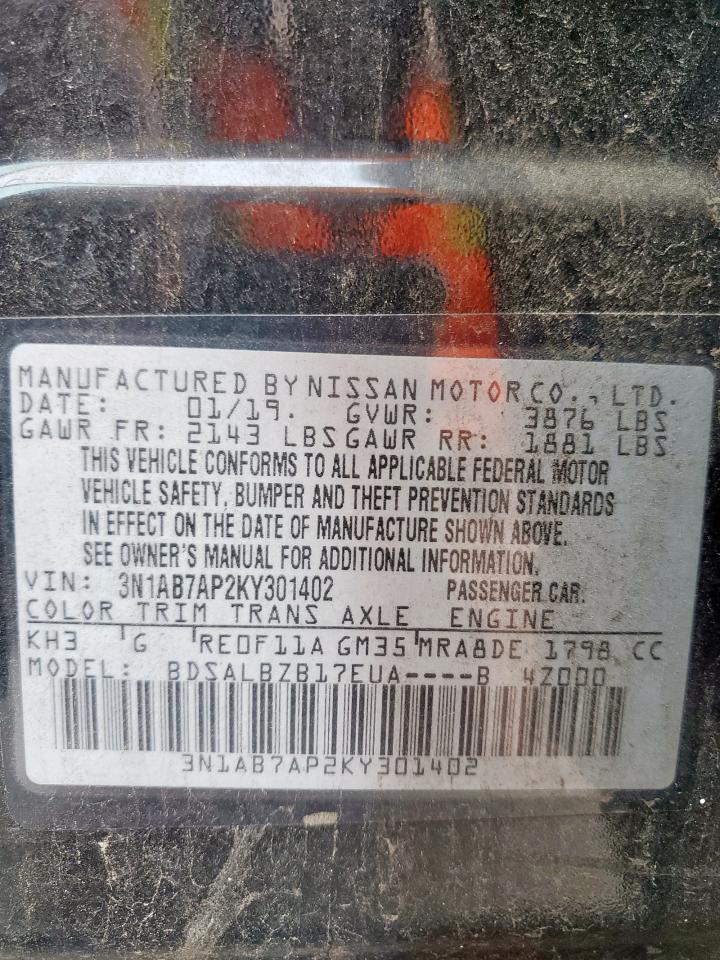 MANUFACTURED BY NISSAN MOTOR CO., LTD.
DATE: 01/19. GVWR: 3876 LBS
GAWR FR: 2143 LBS GAWR RR: 1881 LBS
THIS VEHICLE CONFORMS TO ALL APPLICABLE FEDERAL MOTOR
VEHICLE SAFETY, BUMPER AND THEFT PREVENTION STANDARDS
IN EFFECT ON THE DATE OF MANUFACTURE SHOWN ABOVE.
SEE OWNER'S MANUAL FOR ADDITIONAL INFORMATION.
VIN: 3N1AB7AP2KY301402 PASSENGER CAR.
COLOR TRIM TRANS AXLE ENGINE
KH3 G RE0F11A GM35 MRA8DE 1798 CC
MODEL: BDSALBZB17EUA----B 4Z000
3N1AB7AP2KY301402